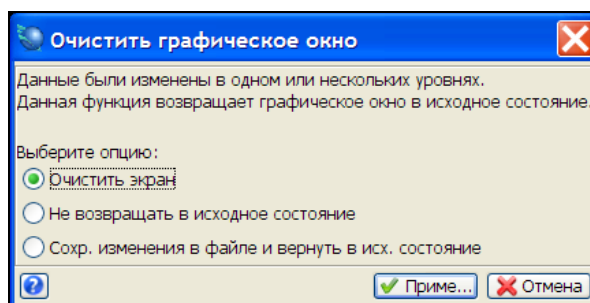 Очистить графическое окно
Данные были изменены в одном или нескольких уровнях.
Данная функция возвращает графическое окно в исходное состояние.
Выберите опцию:
Очистить экран
Не возвращать в исходное состояние
Сохр. изменения в файле и вернуть в исх. состояние
? Приме... Отмена